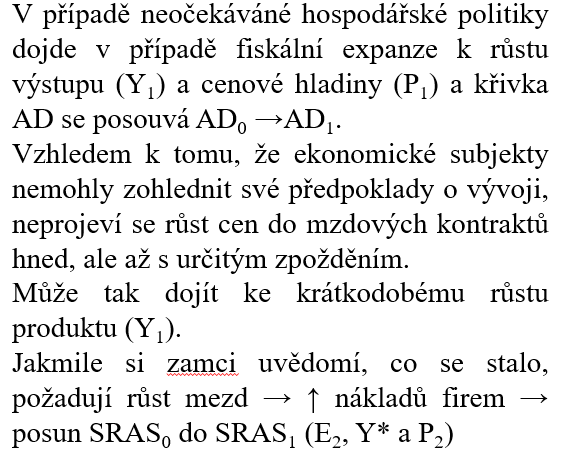 V případě neočekáváné hospodářské politiky
dojde v případě fiskální expanze k růstu
výstupu (Y₁) a cenové hladiny (P₁) a křivka
AD se posouvá AD₀ →AD₁.
Vzhledem k tomu, že ekonomické subjekty
nemohly zohlednit své předpoklady o vývoji,
neprojeví se růst cen do mzdových kontraktů
hned, ale až s určitým zpožděním.
Může tak dojít ke krátkodobému růstu
produktu (Y₁).
Jakmile si zamci uvědomí, co se stalo,
požadují růst mezd → ↑ nákladů firem →
posun SRAS₀ do SRAS₁ (E₂, Y* a P₂)